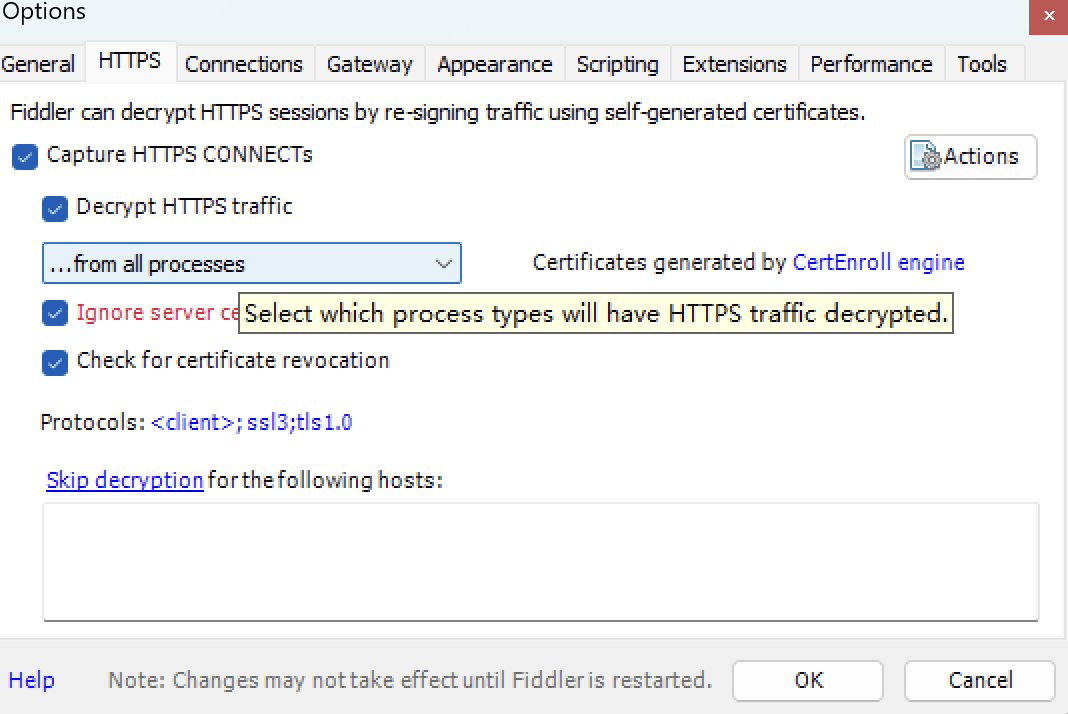 Options
General HTTPS Connections Gateway Appearance Scripting Extensions Performance Tools
Fiddler can decrypt HTTPS sessions by re-signing traffic using self-generated certificates.
Capture HTTPS CONNECTs
Actions
Decrypt HTTPS traffic
...from all processes
Certificates generated by CertEnroll engine
Ignore server ce
Select which process types will have HTTPS traffic decrypted.
Check for certificate revocation
Protocols: <client>; ssl3;tls1.0
Skip decryption for the following hosts:
Help
Note: Changes may not take effect until Fiddler is restarted.
OK
Cancel